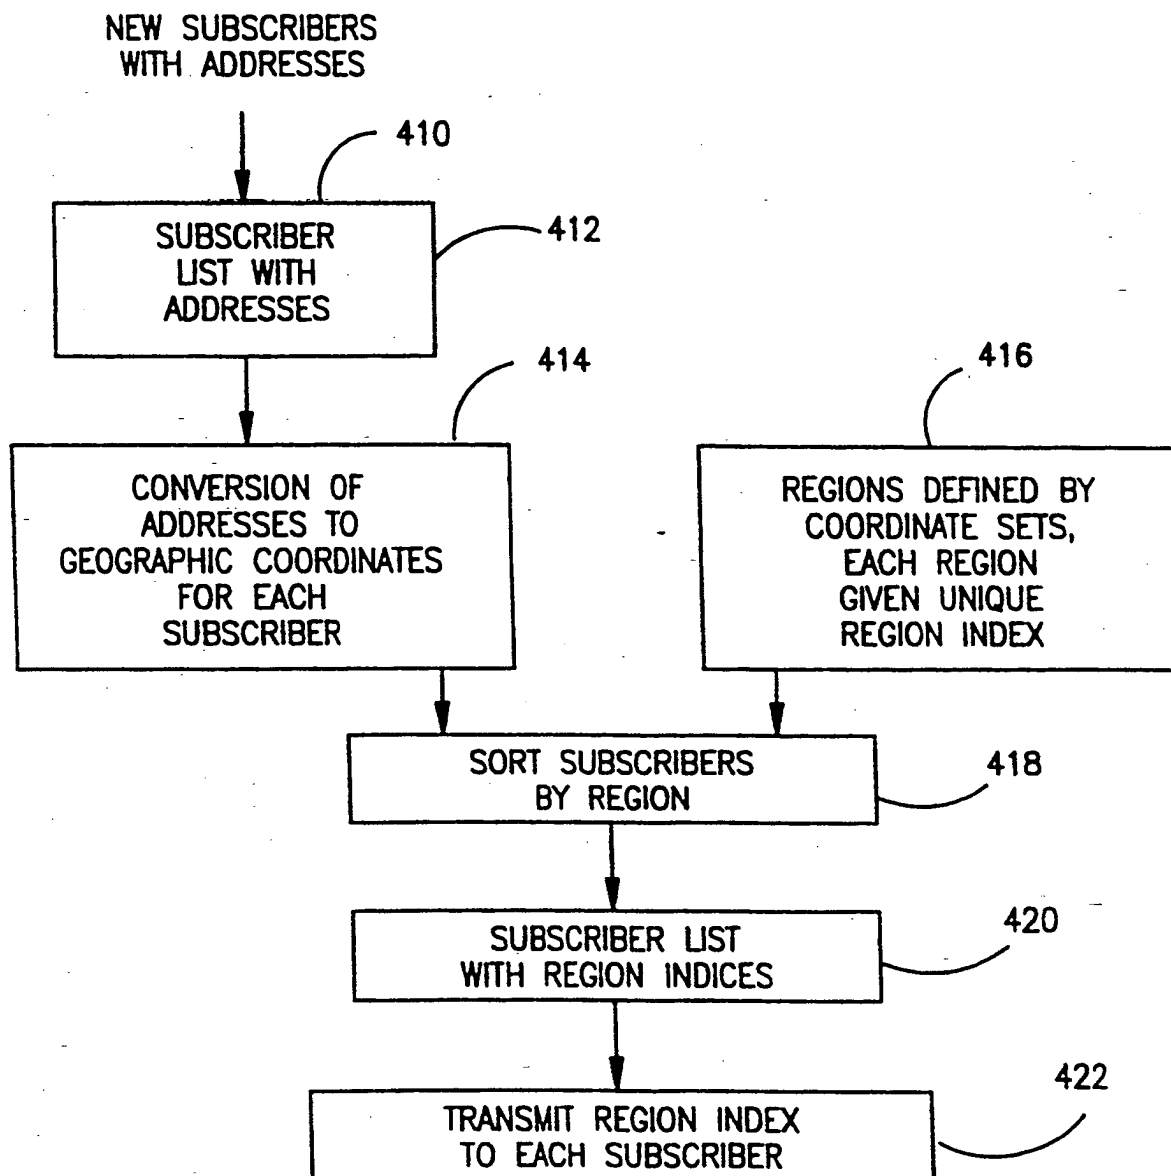 NEW SUBSCRIBERS
WITH ADDRESSES
410
SUBSCRIBER
LIST WITH
ADDRESSES
412
414
416
CONVERSION OF
ADDRESSES TO
GEOGRAPHIC COORDINATES
FOR EACH
SUBSCRIBER
REGIONS DEFINED BY
COORDINATE SETS,
EACH REGION
GIVEN UNIQUE
REGION INDEX
SORT SUBSCRIBERS
BY REGION
418
SUBSCRIBER LIST
WITH REGION INDICES
420
TRANSMIT REGION INDEX
TO EACH SUBSCRIBER
422